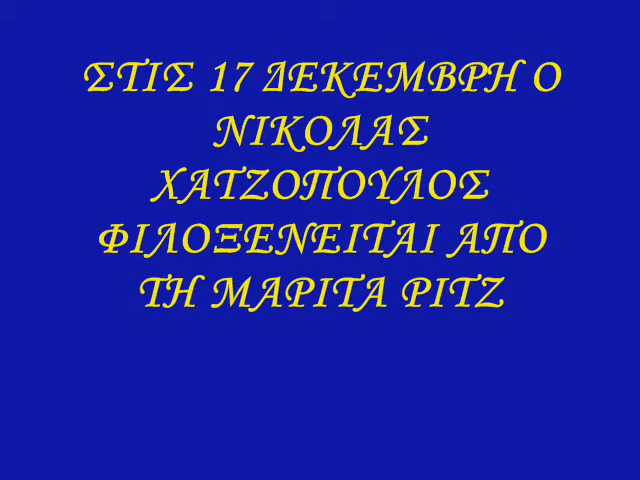 ΣΤΙΣ 17 ΔΕΚΕΜΒΡΗ Ο
ΝΙΚΟΛΑΣ
ΧΑΤΖΟΠΟΥΛΟΣ
ΦΙΛΟΞΕΝΕΙΤΑΙ ΑΠΟ
ΤΗ ΜΑΡΙΤΑ ΡΙΤΖ